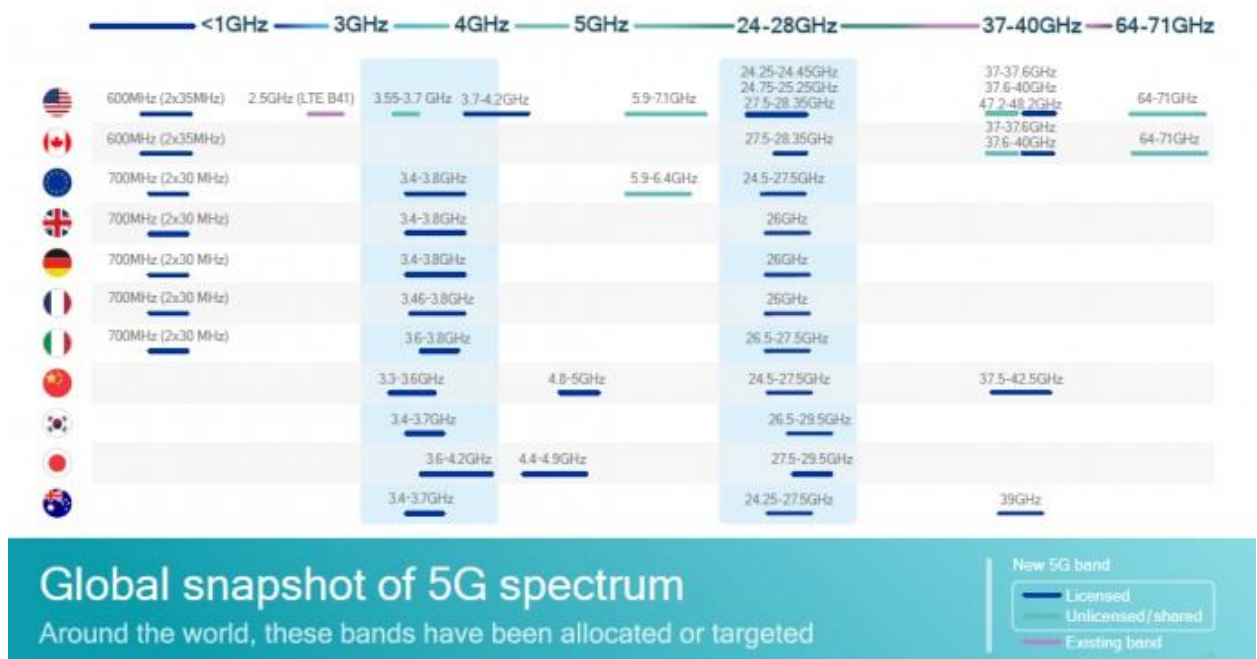 <1GHz 3GHz 4GHz 5GHz 24-28GHz 37-40GHz 64-71GHz
24.25-24.45GHz 37-37.6GHz
24.75-25.25GHz 37.6-40GHz
600MHz (2x35MHz) 2.5GHz (LTE B41) 3.55-3.7 GHz 3.7-4.2GHz 5.9-7.1GHz 27.5-28.35GHz 47.2-48.2GHz 64-71GHz
37-37.6GHz
600MHz (2x35MHz) 27.5-28.35GHz 37.6-40GHz 64-71GHz
700MHz (2x30 MHz) 3.4-3.8GHz 5.9-6.4GHz 24.5-27.5GHz
700MHz (2x30 MHz) 3.4-3.8GHz 26GHz
700MHz (2x30 MHz) 3.4-3.8GHz 26GHz
700MHz (2x30 MHz) 3.46-3.8GHz 26GHz
700MHz (2x30 MHz) 3.6-3.8GHz 26.5-27.5GHz
3.3-3.6GHz 4.8-5GHz 24.5-27.5GHz 37.5-42.5GHz
3.4-3.7GHz 26.5-29.5GHz
3.6-4.2GHz 4.4-4.9GHz 27.5-29.5GHz
3.4-3.7GHz 24.25-27.5GHz 39GHz
Global snapshot of 5G spectrum
Around the world, these bands have been allocated or targeted
New 5G band
Licensed
Unlicensed/shared
Existing band